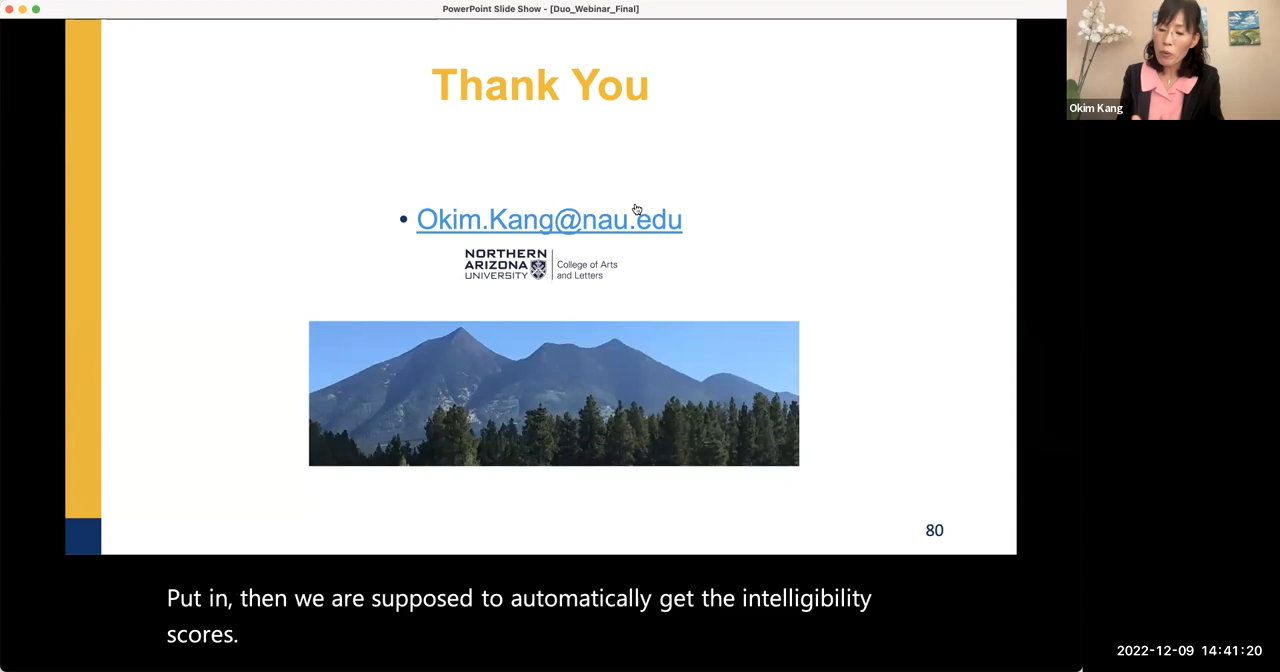 PowerPoint Slide Show - [Duo_Webinar_Final]
Okim Kang
Thank You
• Okim.Kang@nau.edu
NORTHERN
ARIZONA
UNIVERSITY
College of Arts
and Letters
80
Put in, then we are supposed to automatically get the intelligibility
scores.
2022-12-09 14:41:20